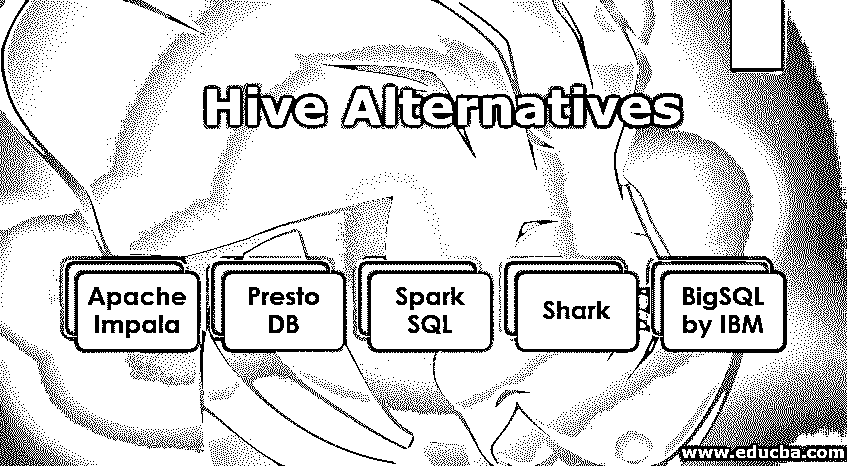 Hive Alternatives
Apache
Impala
Presto
DB
Spark
SQL
Shark
BigSQL
by IBM
www.educba.com